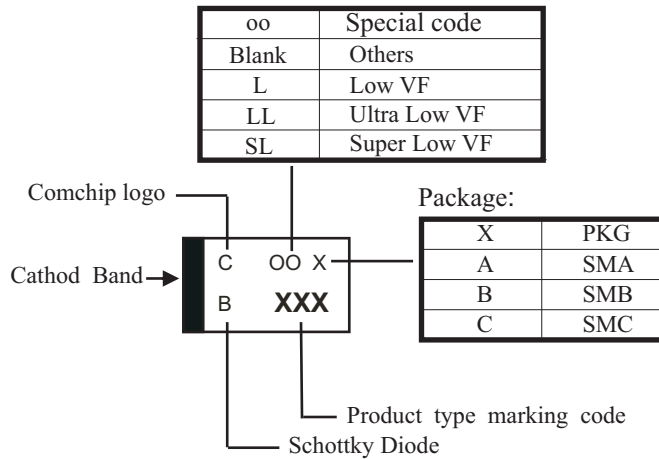 oo Special code
Blank Others
L Low VF
LL Ultra Low VF
SL Super Low VF
Comchip logo
Package:
X PKG
A SMA
B SMB
C SMC
Cathod Band
C OO X
B XXX
Product type marking code
Schottky Diode